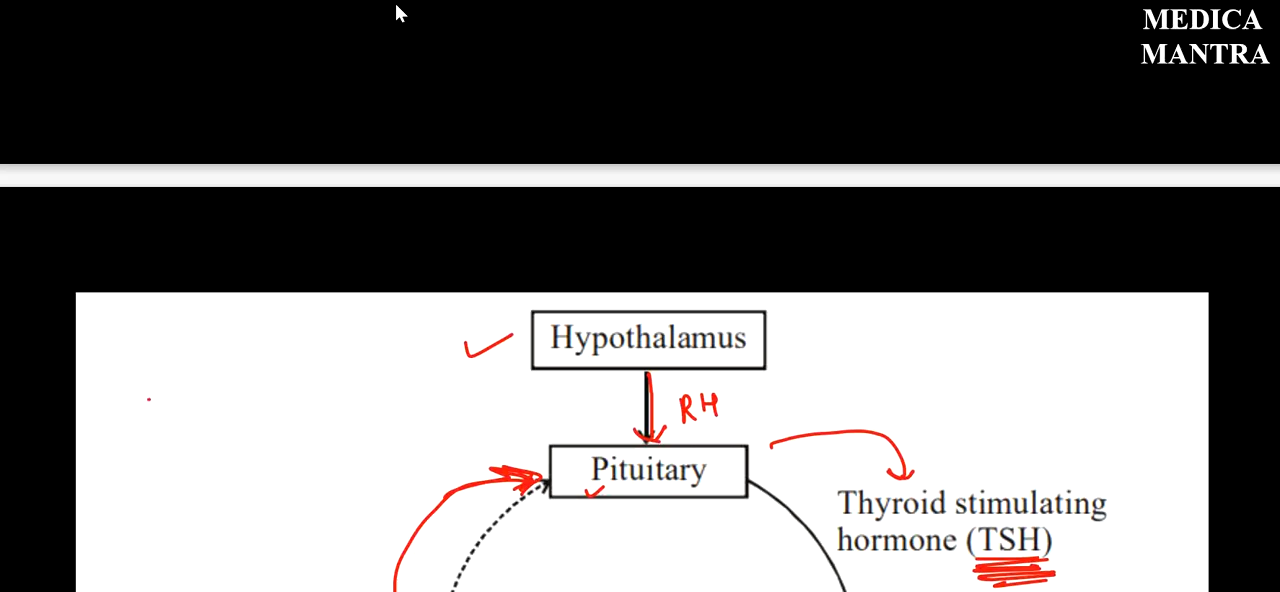 MEDICA
MANTRA
Hypothalamus
RH
Pituitary
Thyroid stimulating
hormone (TSH)